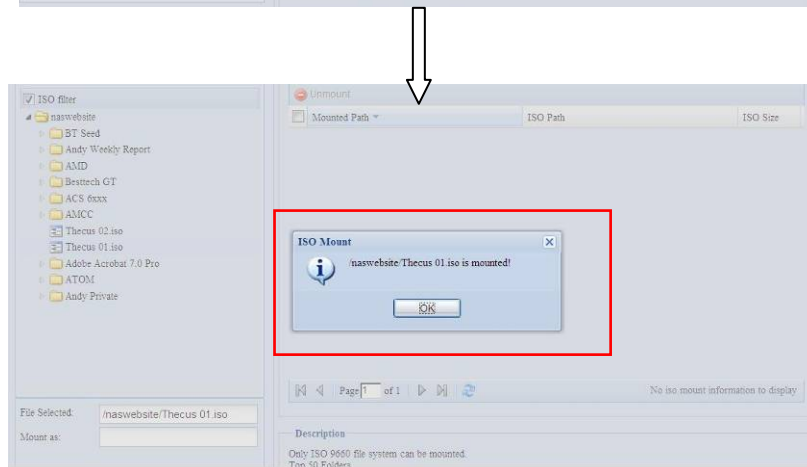 ISO filter
naswebsite
BT Seed
Andy Weekly Report
AMD
Besttech GT
ACS 6xxx
AMCC
Thecus 02.iso
Thecus 01.iso
Adobe Acrobat 7.0 Pro
ATOM
Andy Private
File Selected: /naswebsite/Thecus 01.iso
Mount as:
Unmount
Mounted Path ISO Path ISO Size
ISO Mount
/naswebsite/Thecus 01.iso is mounted!
OK
Page 1 of 1 No iso mount information to display
Description
Only ISO 9660 file system can be mounted.
Top 50 Folders